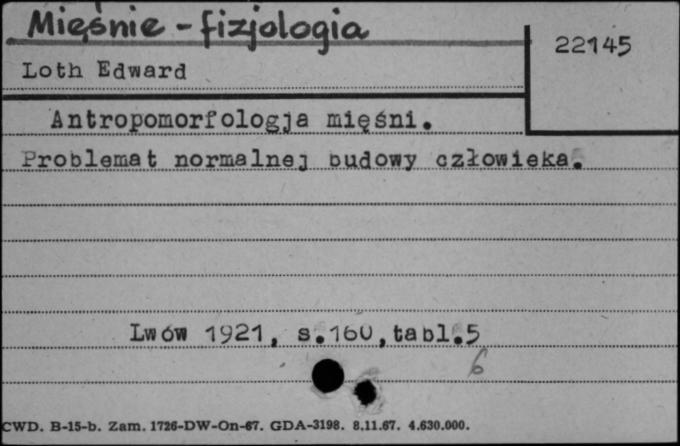 Mięśnie - fizjologia
22145
Loth Edward
Antropomorfologja mięśni.
Problemat normalnej budowy człowieka.
Lwów 1921, s.160,tabl.5
6
CWD. B-15-b. Zam. 1726-DW-On-67. GDA-3198. 8.11.67. 4.630.000.